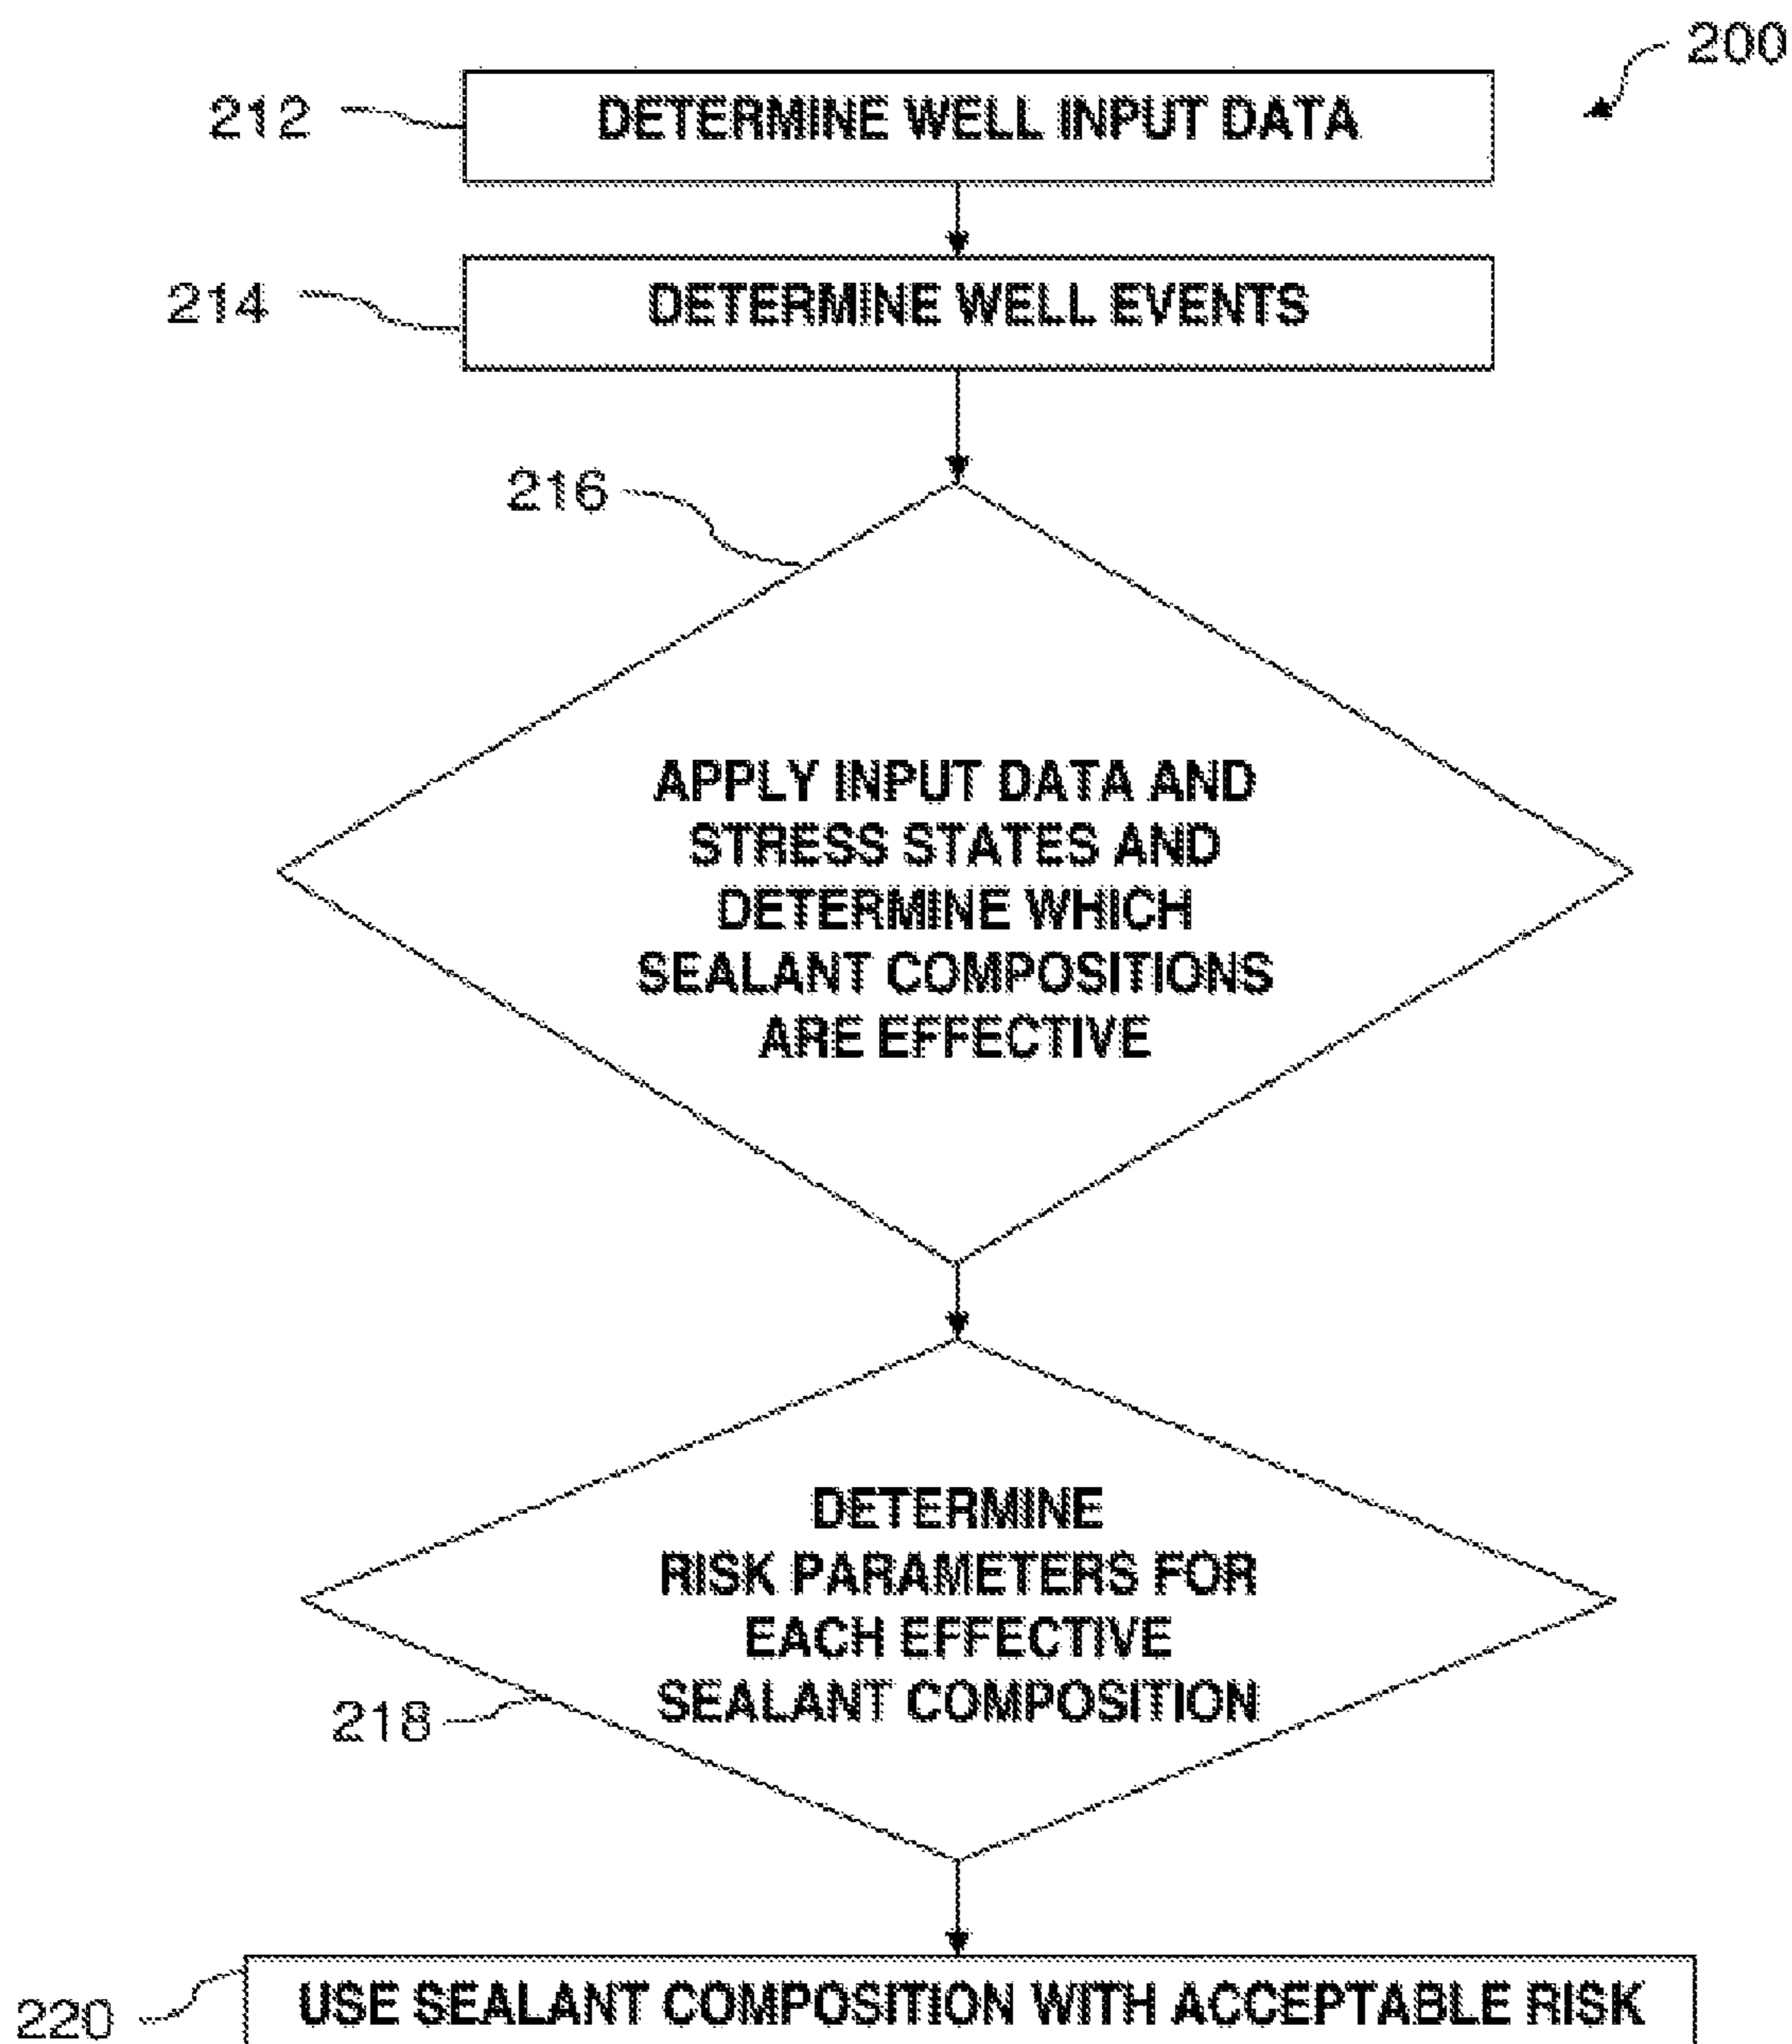 200
212
DETERMINE WELL INPUT DATA
214
DETERMINE WELL EVENTS
216
APPLY INPUT DATA AND
STRESS STATES AND
DETERMINE WHICH
SEALANT COMPOSITIONS
ARE EFFECTIVE
DETERMINE
RISK PARAMETERS FOR
EACH EFFECTIVE
SEALANT COMPOSITION
218
220
USE SEALANT COMPOSITION WITH ACCEPTABLE RISK